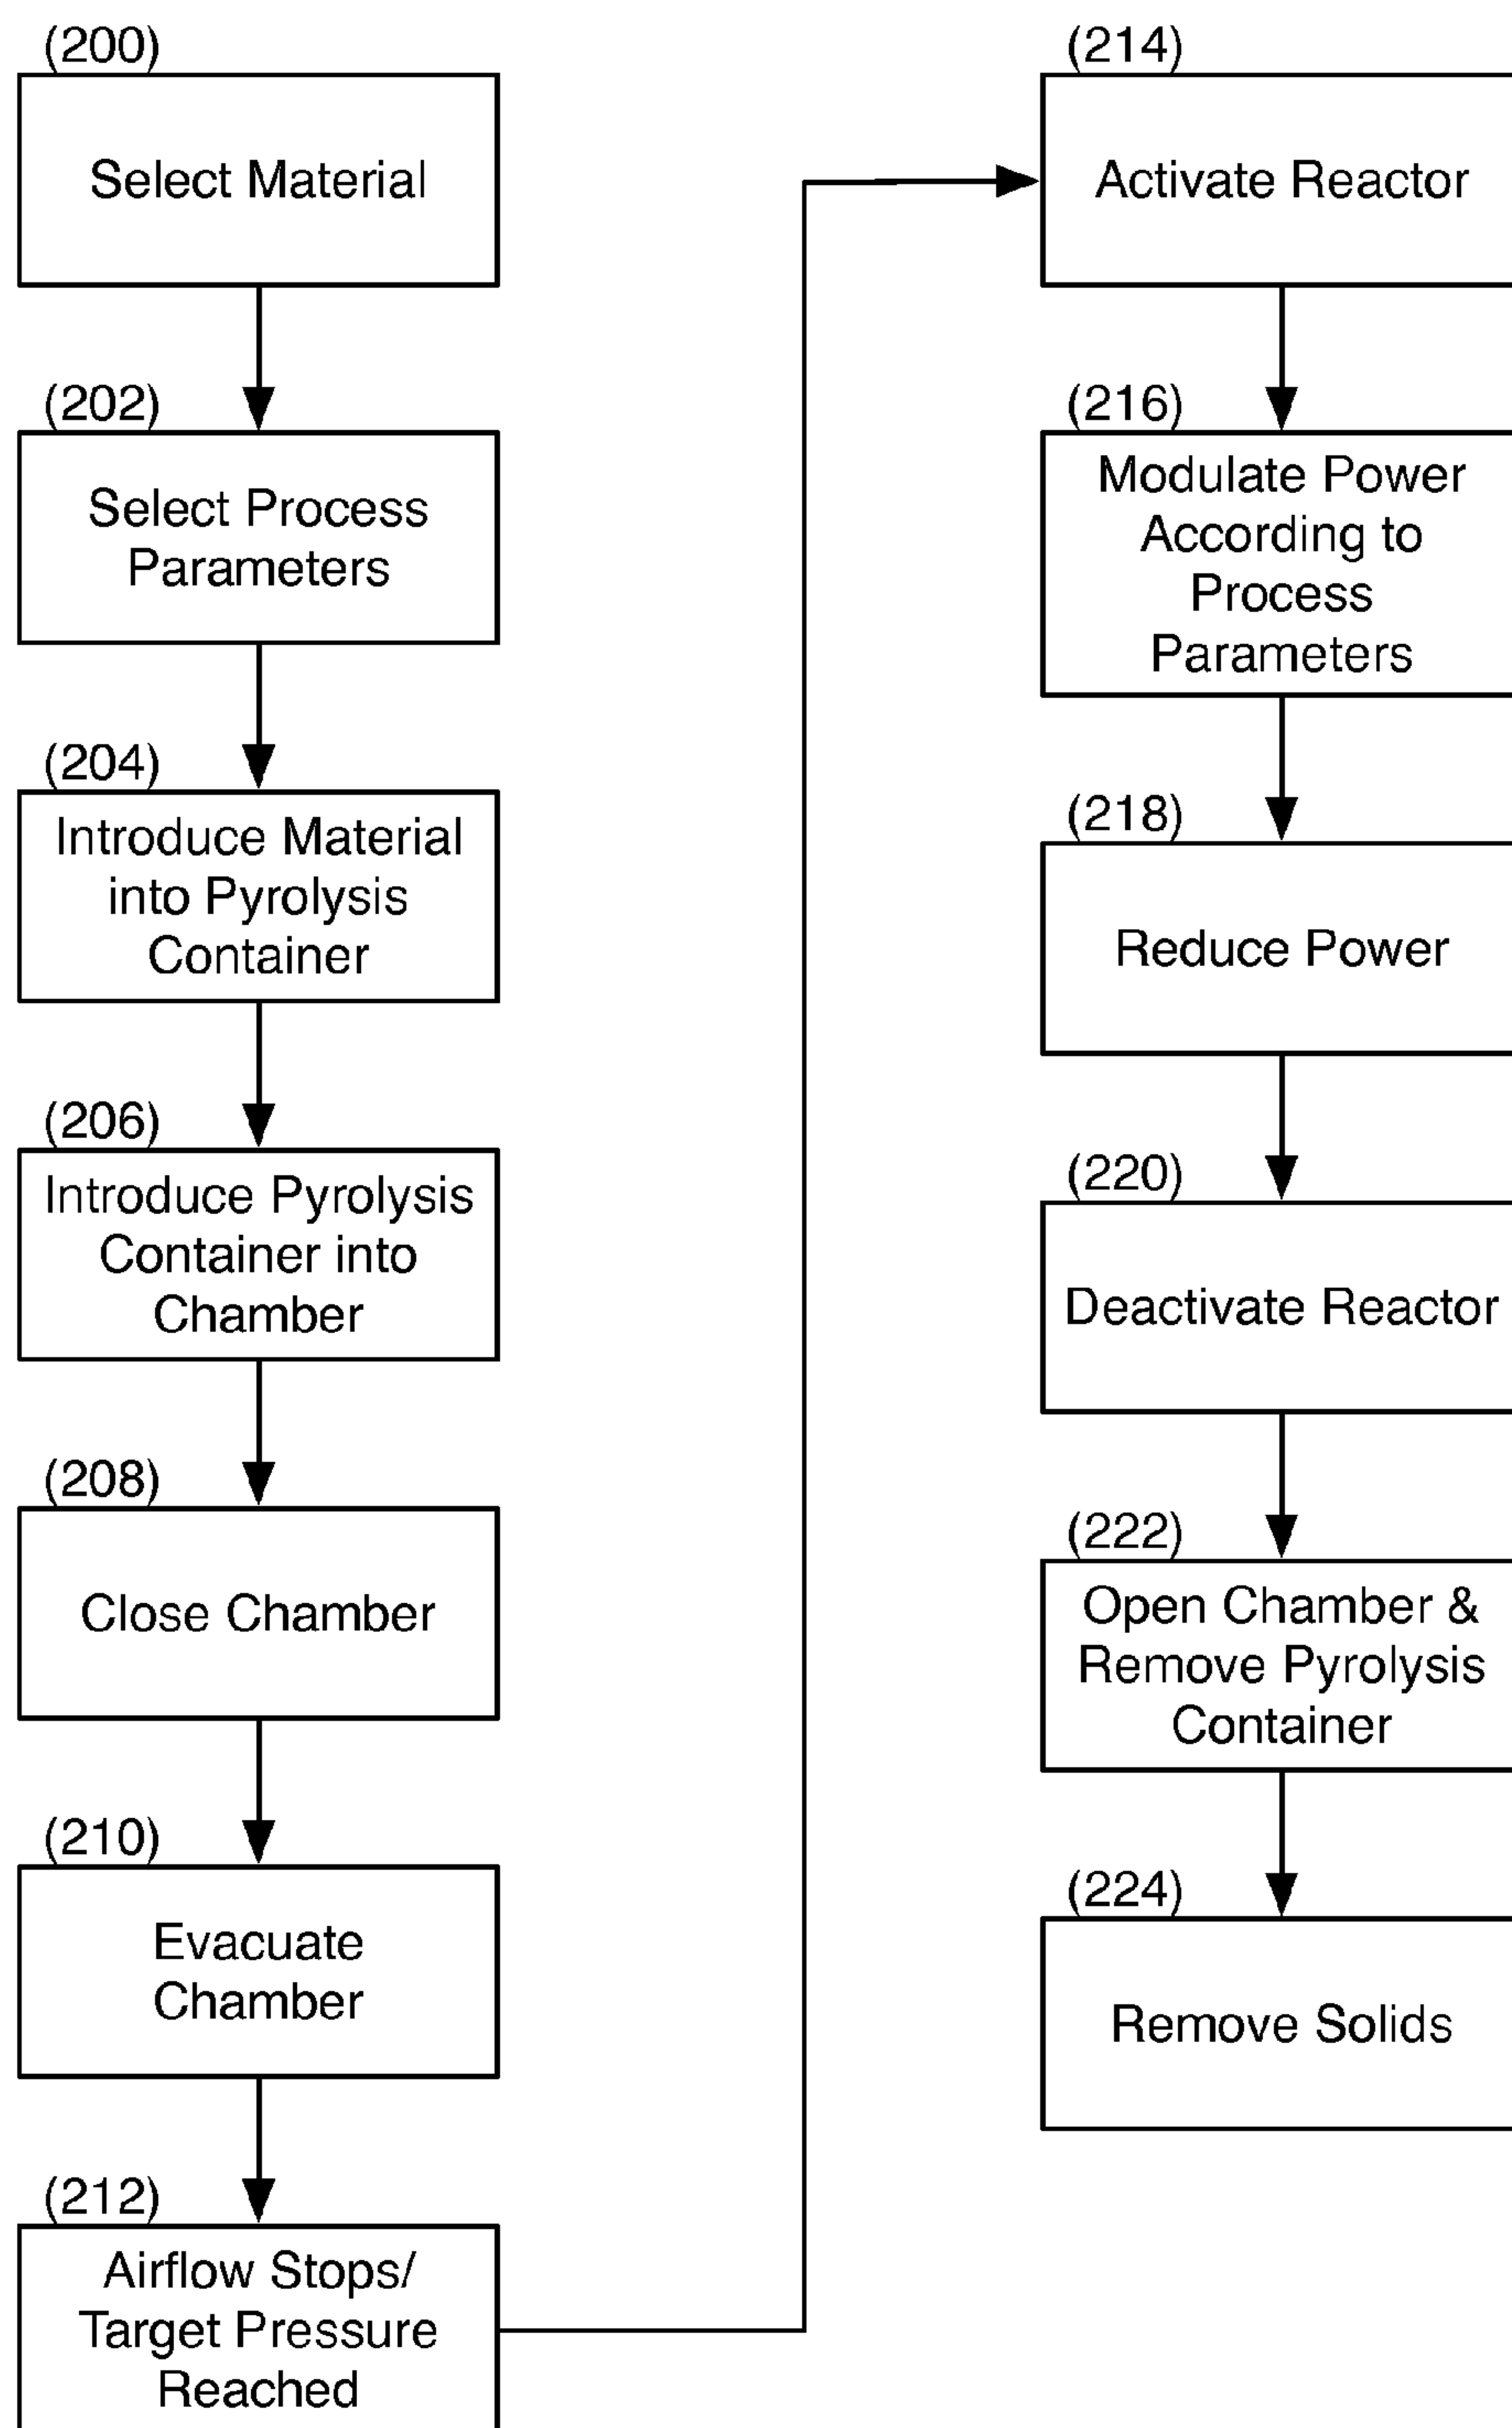 (200)
Select Material
(202)
Select Process
Parameters
(204)
Introduce Material
into Pyrolysis
Container
(206)
Introduce Pyrolysis
Container into
Chamber
(208)
Close Chamber
(210)
Evacuate
Chamber
(212)
Airflow Stops/
Target Pressure
Reached
(214)
Activate Reactor
(216)
Modulate Power
According to
Process
Parameters
(218)
Reduce Power
(220)
Deactivate Reactor
(222)
Open Chamber &
Remove Pyrolysis
Container
(224)
Remove Solids